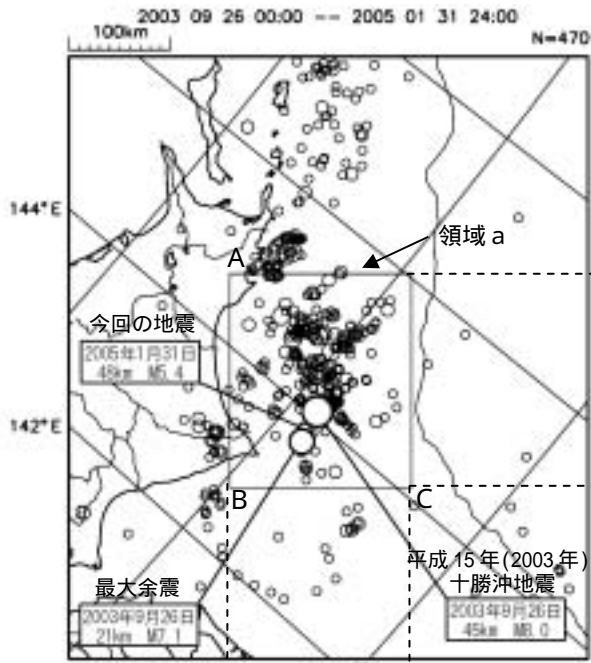 2003 09 26 00:00 -- 2005 01 31 24:00
100km
N=470
144°E
領域 a
A
今回の地震
2005年1月31日
48km M5.4
142°E
B
C
平成 15 年(2003 年)
十勝沖地震
最大余震
2003年9月26日
21km M7.1
2003年9月26日
45km M8.0